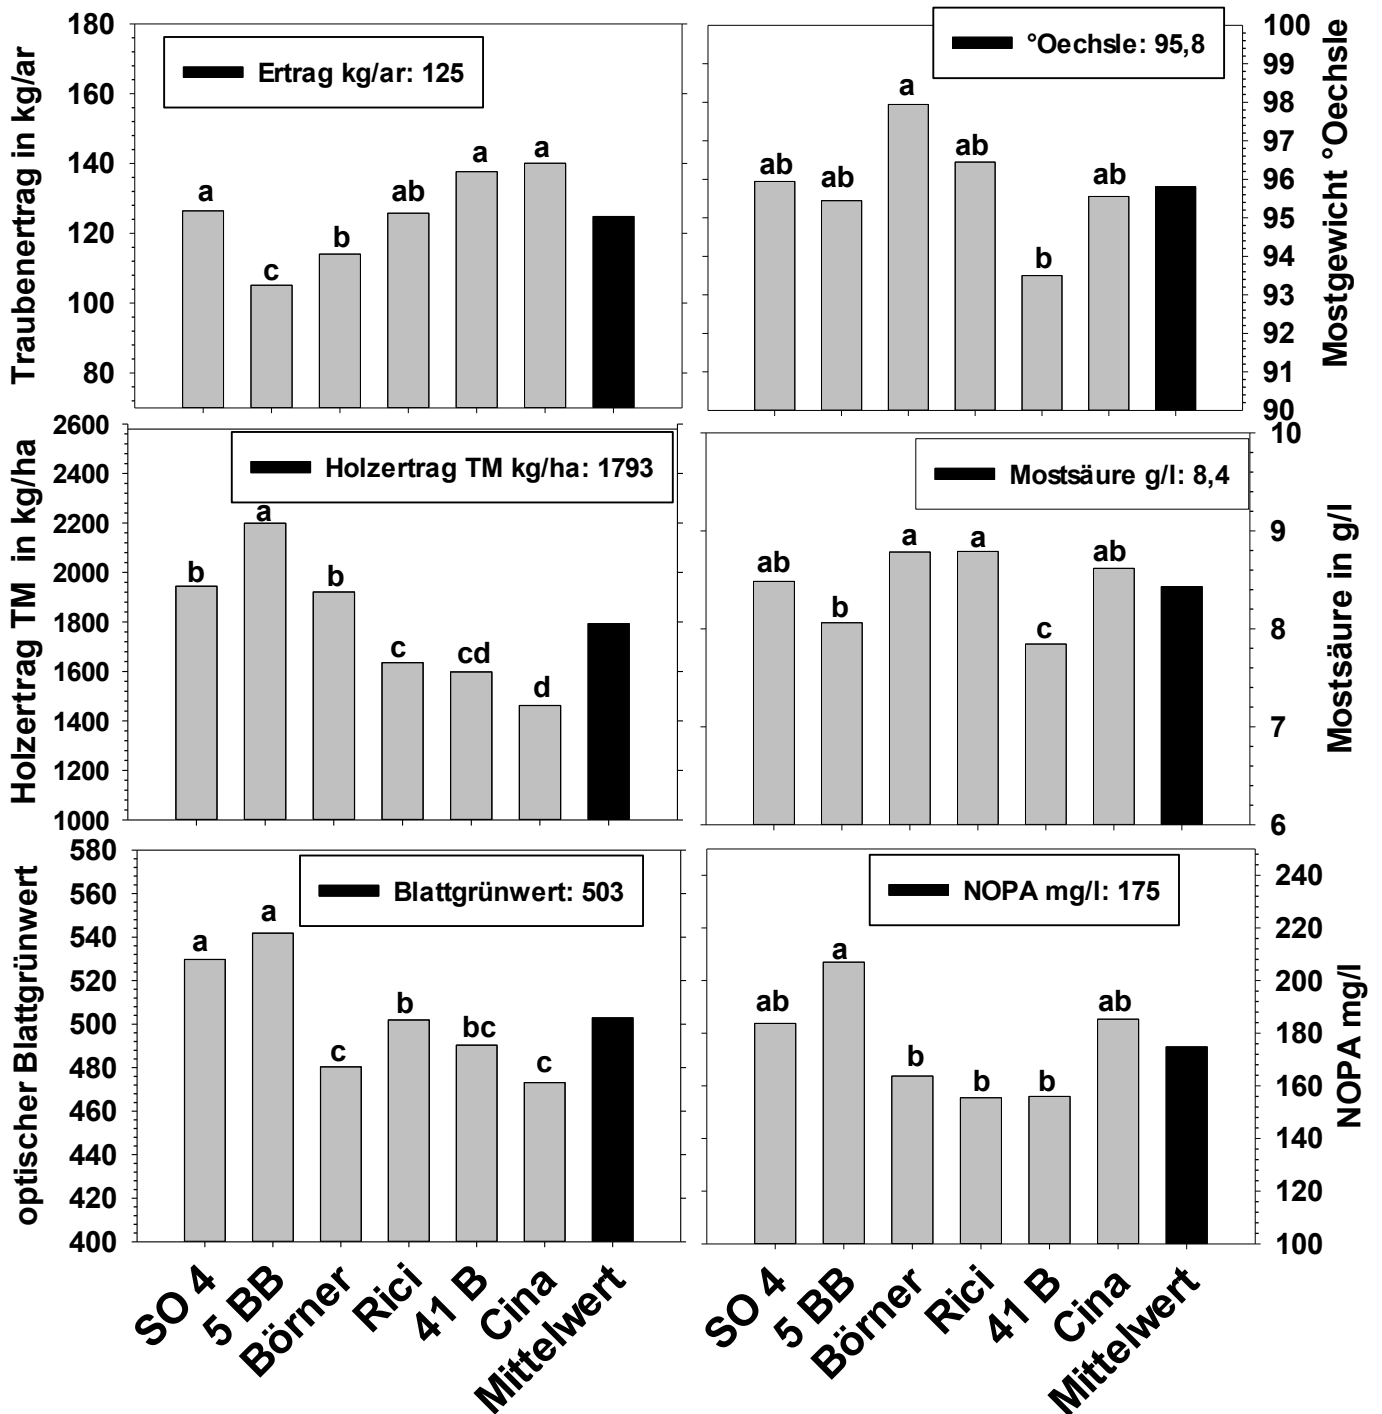 Traubenertrag in kg/ar
180
160
140
120
100
80
Ertrag kg/ar: 125
a
c
b
ab
a
a
°Oechsle: 95,8
ab
ab
a
ab
b
ab
100
99
98
97
96
95
94
93
92
91
90
Mostgewicht °Oechsle
Holzertrag TM in kg/ha
2600
2400
2200
2000
1800
1600
1400
1200
1000
Holzertrag TM kg/ha: 1793
b
a
b
c
cd
d
Mostsäure g/l: 8,4
ab
b
a
a
c
ab
10
9
8
7
6
Mostsäure in g/l
optischer Blattgrünwert
580
560
540
520
500
480
460
440
420
400
Blattgrünwert: 503
a
a
c
b
bc
c
NOPA mg/l: 175
ab
a
b
b
b
ab
240
220
200
180
160
140
120
100
NOPA mg/l
SO 4
5 BB
Börner
Rici
41 B
Cina
Mittelwert
SO 4
5 BB
Börner
Rici
41 B
Cina
Mittelwert